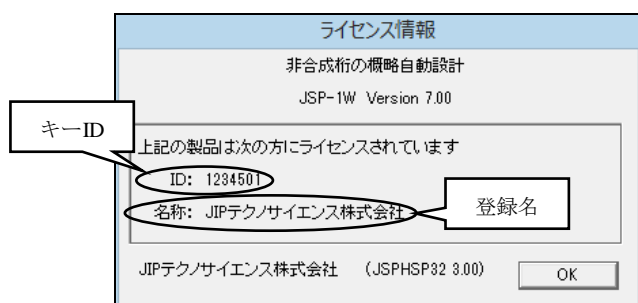 ライセンス情報
非合成桁の概略自動設計
JSP-1W Version 7.00
キーID
上記の製品は次の方にライセンスされています
ID: 1234501
名称: JIPテクノサイエンス株式会社
登録名
JIPテクノサイエンス株式会社 (JSPHSP32 3.00)
OK